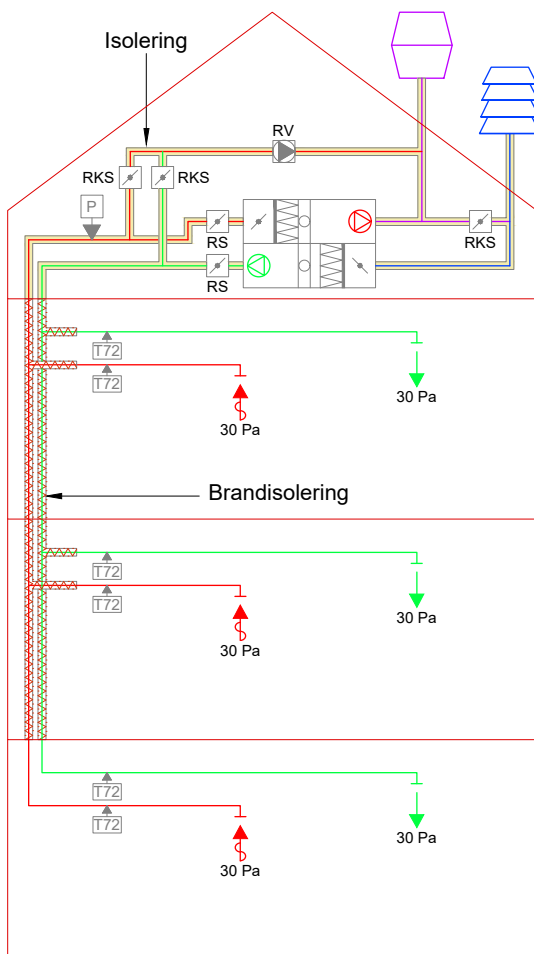 Isolering
RV
RKS
RKS
P
RS
RKS
RS
T72
T72
30 Pa
30 Pa
Brandisolering
T72
T72
30 Pa
30 Pa
T72
T72
30 Pa
30 Pa